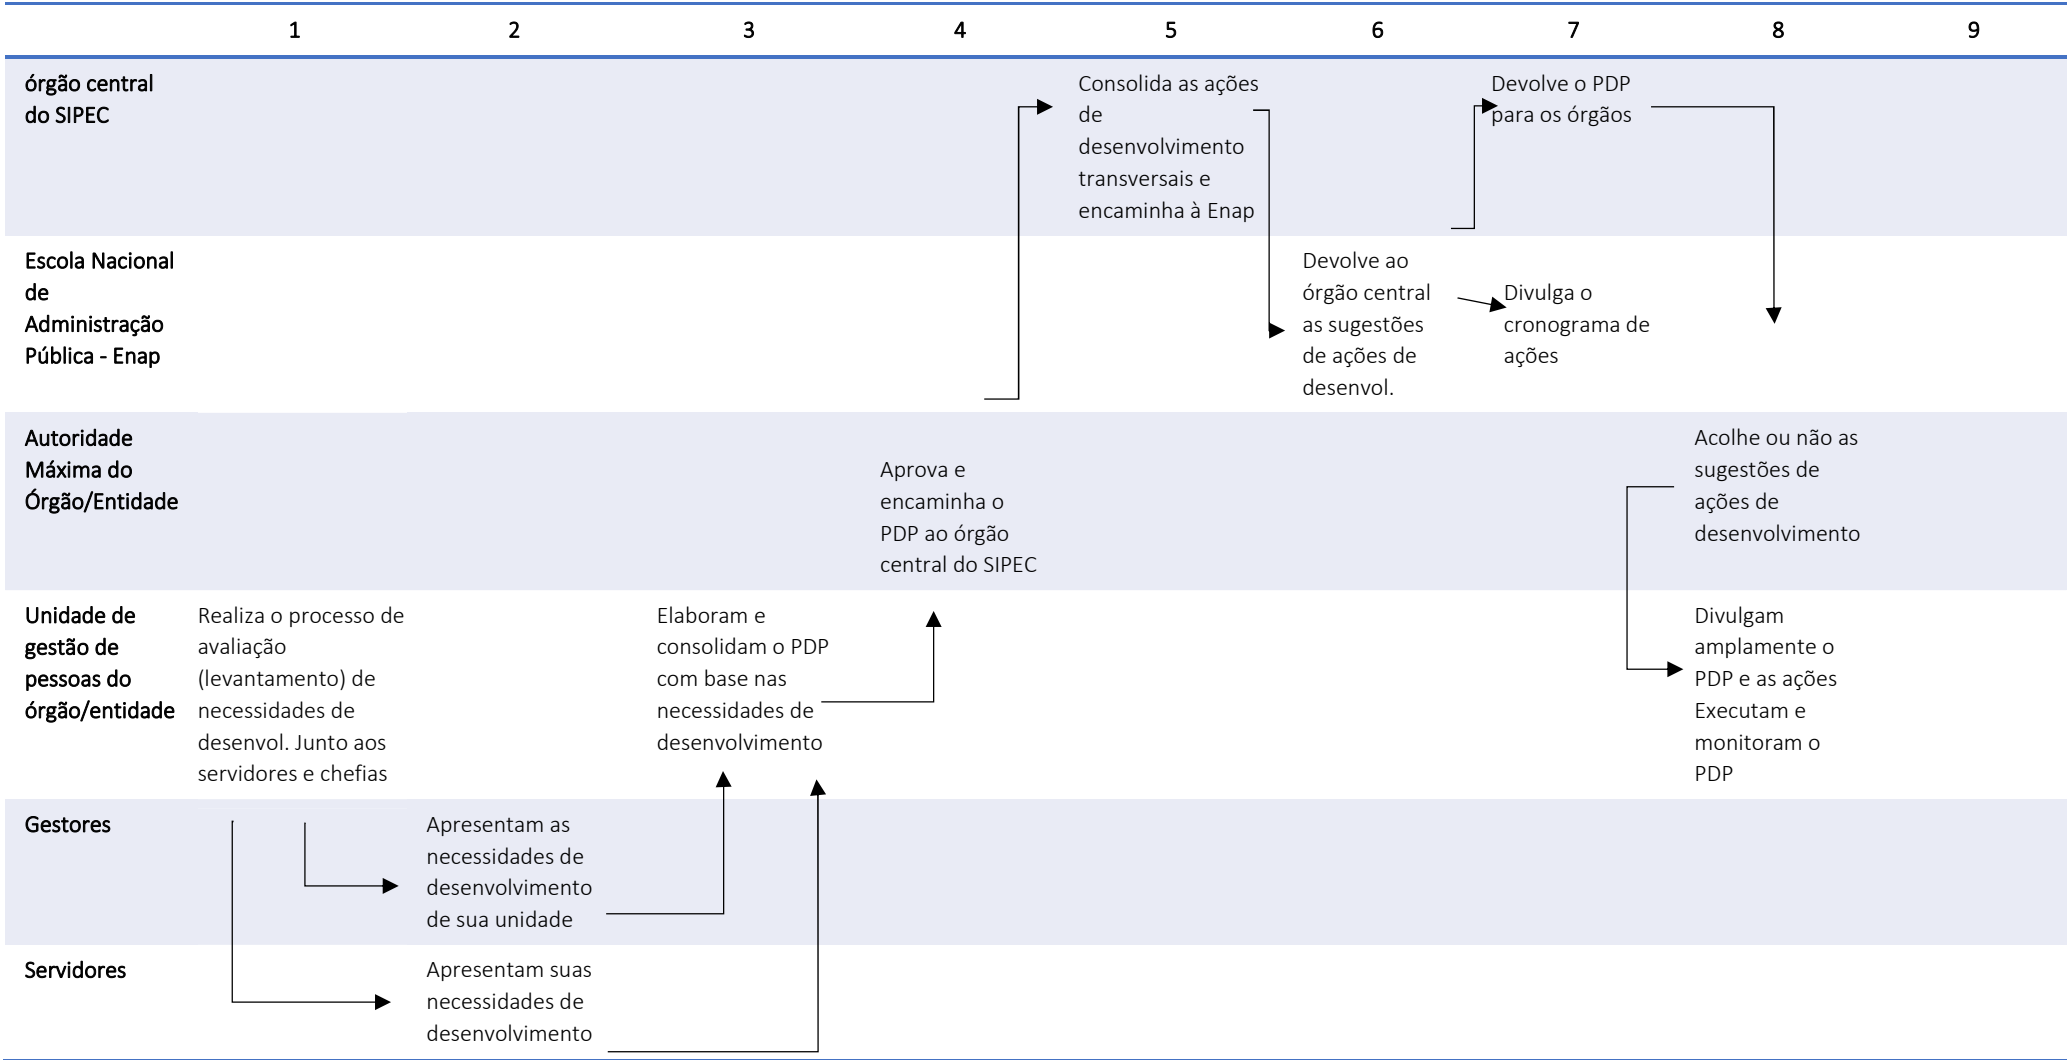 1 2 3 4 5 6 7 8 9
órgão central
do SIPEC
Consolida as ações
de
desenvolvimento
transversais e
encaminha à Enap
Devolve o PDP
para os órgãos
Escola Nacional
de
Administração
Pública - Enap
Devolve ao
órgão central
as sugestões
de ações de
desenvol.
Divulga o
cronograma de
ações
Autoridade
Máxima do
Órgão/Entidade
Aprova e
encaminha o
PDP ao órgão
central do SIPEC
Acolhe ou não as
sugestões de
ações de
desenvolvimento
Unidade de
gestão de
pessoas do
órgão/entidade
Realiza o processo de
avaliação
(levantamento) de
necessidades de
desenvol. Junto aos
servidores e chefias
Elaboram e
consolidam o PDP
com base nas
necessidades de
desenvolvimento
Divulgam
amplamente o
PDP e as ações
Executam e
monitoram o
PDP
Gestores
Apresentam as
necessidades de
desenvolvimento
de sua unidade
Servidores
Apresentam suas
necessidades de
desenvolvimento